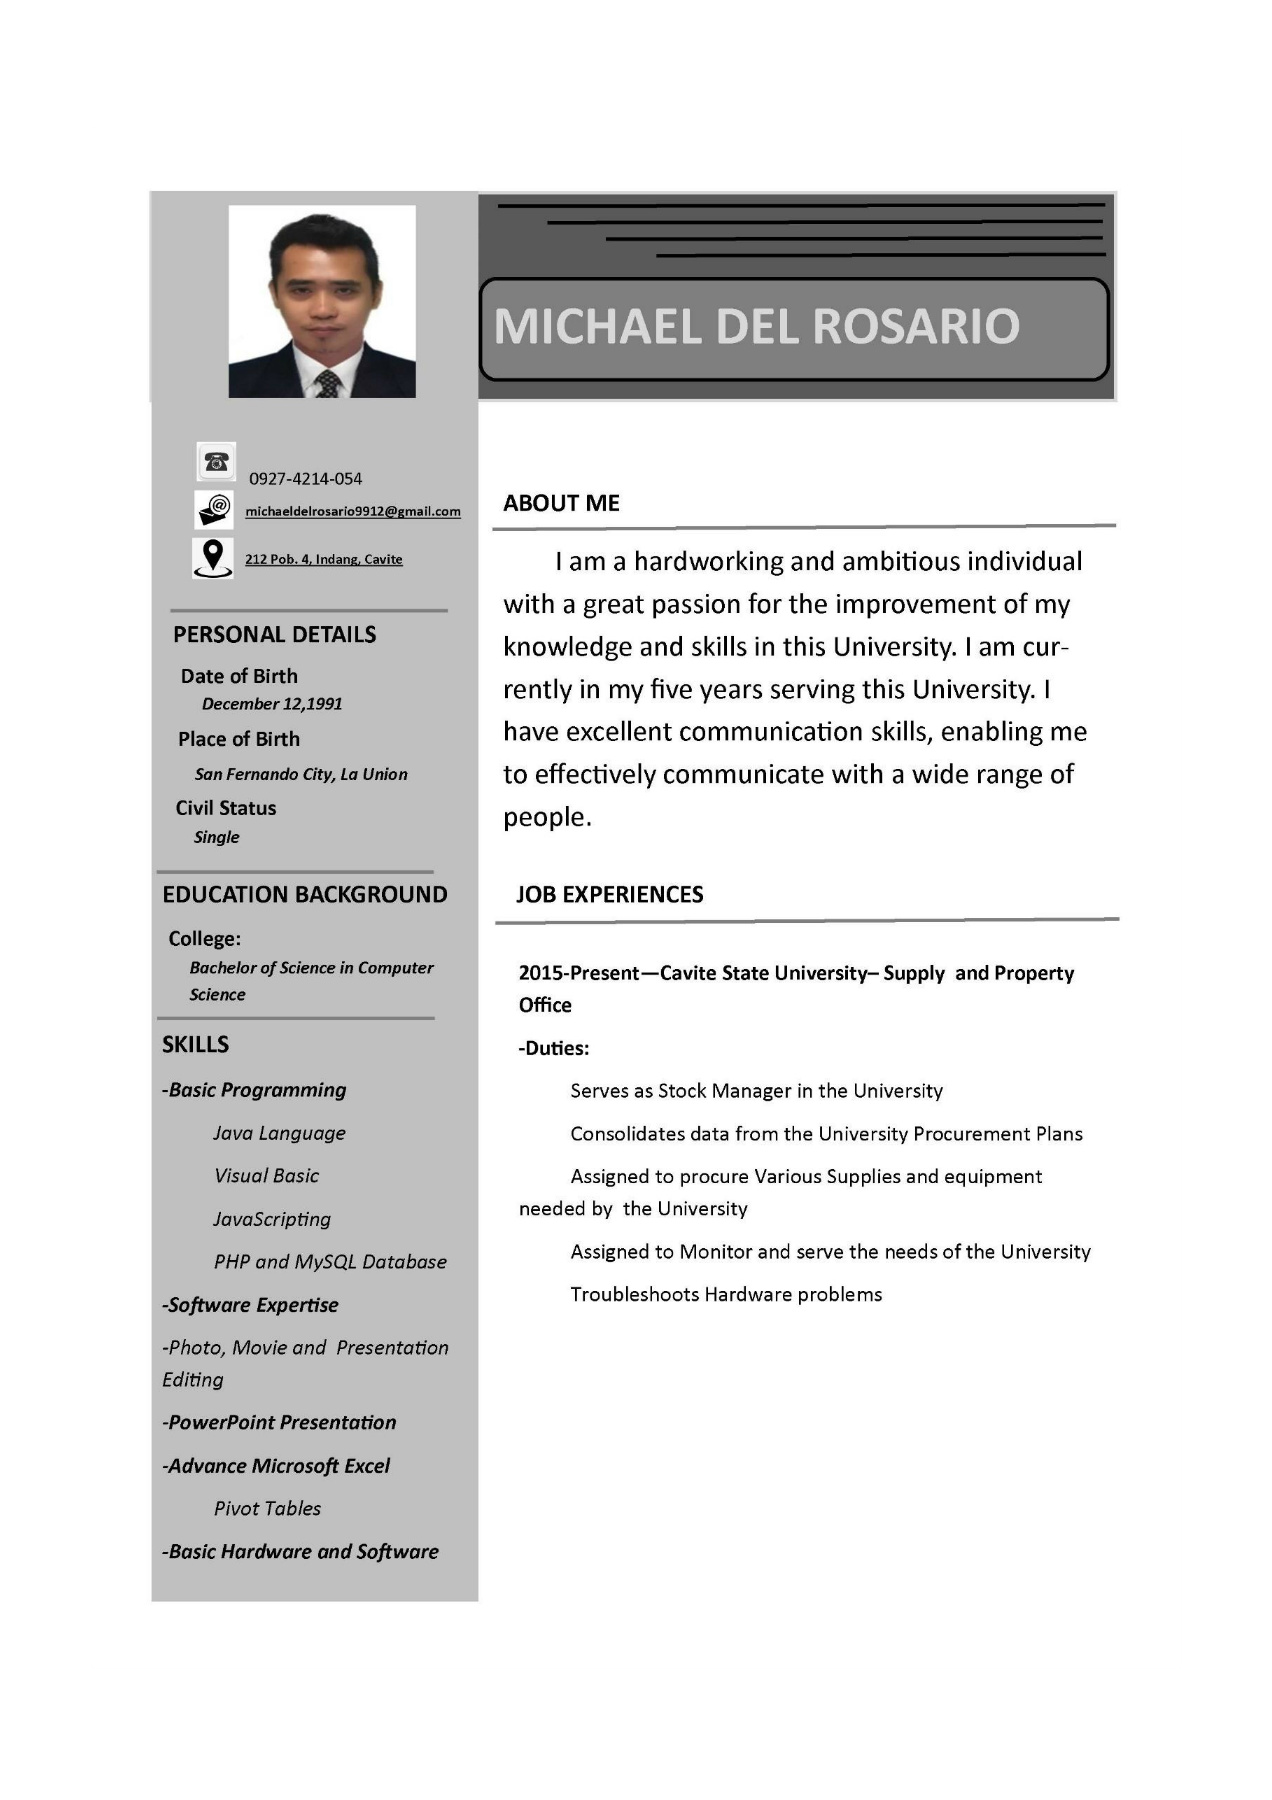 MICHAEL DEL ROSARIO
0927-4214-054
michaeldelrosario9912@gmail.com
212 Pob. 4, Indang, Cavite
PERSONAL DETAILS
Date of Birth
December 12,1991
Place of Birth
San Fernando City, La Union
Civil Status
Single
EDUCATION BACKGROUND
College:
Bachelor of Science in Computer
Science
SKILLS
-Basic Programming
Java Language
Visual Basic
JavaScripting
PHP and MySQL Database
-Software Expertise
-Photo, Movie and Presentation
Editing
-PowerPoint Presentation
-Advance Microsoft Excel
Pivot Tables
-Basic Hardware and Software
ABOUT ME
I am a hardworking and ambitious individual
with a great passion for the improvement of my
knowledge and skills in this University. I am cur-
rently in my five years serving this University. I
have excellent communication skills, enabling me
to effectively communicate with a wide range of
people.
JOB EXPERIENCES
2015-Present—Cavite State University– Supply and Property
Office
-Duties:
Serves as Stock Manager in the University
Consolidates data from the University Procurement Plans
Assigned to procure Various Supplies and equipment
needed by the University
Assigned to Monitor and serve the needs of the University
Troubleshoots Hardware problems